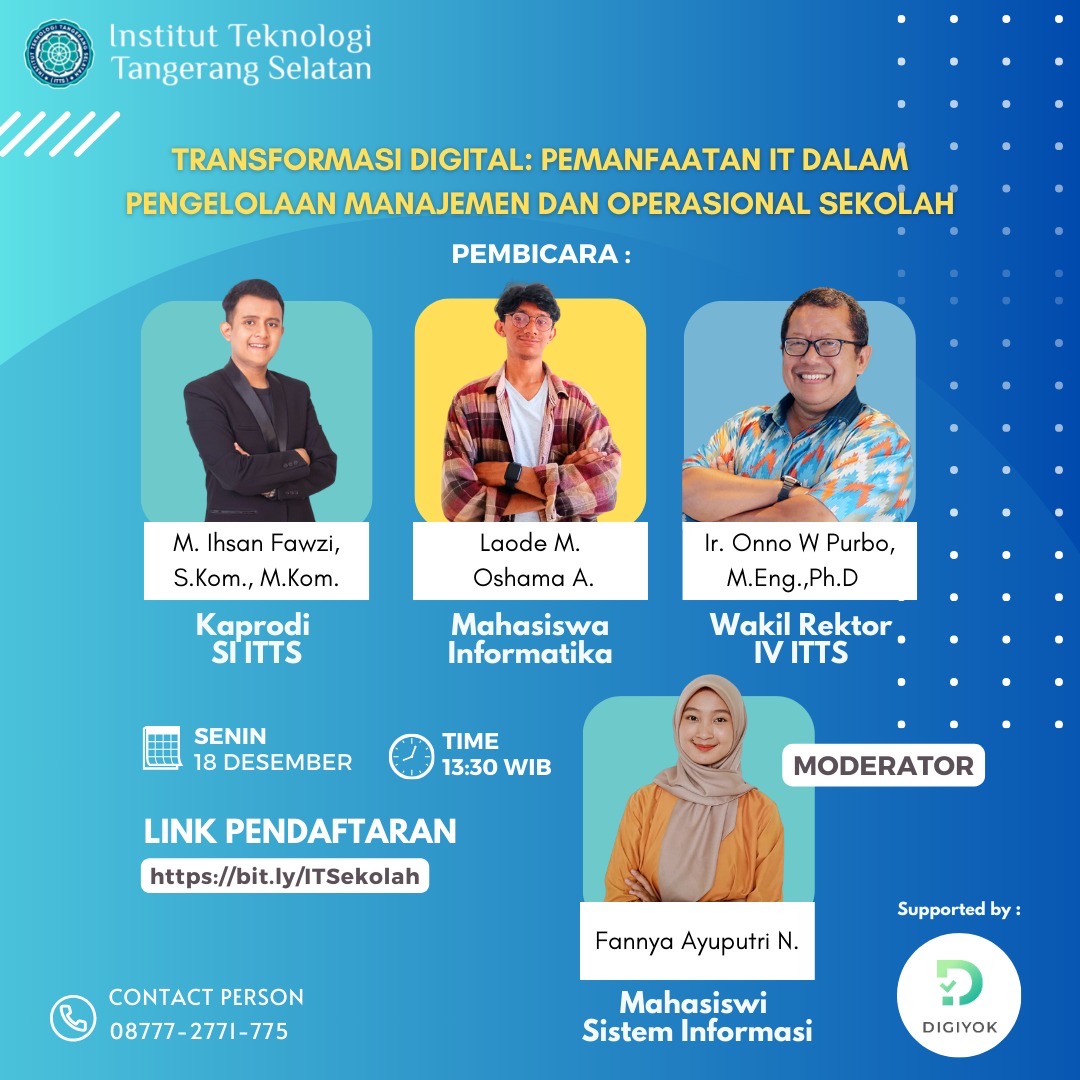 Institut Teknologi
Tangerang Selatan
TRANSFORMASI DIGITAL: PEMANFAATAN IT DALAM
PENGELOLAAN MANAJEMEN DAN OPERASIONAL SEKOLAH
PEMBICARA :
M. Ihsan Fawzi,
S.Kom., M.Kom.
Kaprodi
SI ITTS
Laode M.
Oshama A.
Mahasiswa
Informatika
Ir. Onno W Purbo,
M.Eng.,Ph.D
Wakil Rektor
IV ITTS
SENIN
18 DESEMBER
TIME
13:30 WIB
MODERATOR
LINK PENDAFTARAN
https://bit.ly/ITSekolah
Fannya Ayuputri N.
Mahasiswi
Sistem Informasi
Supported by :
DIGIYOK
CONTACT PERSON
08777-2771-775